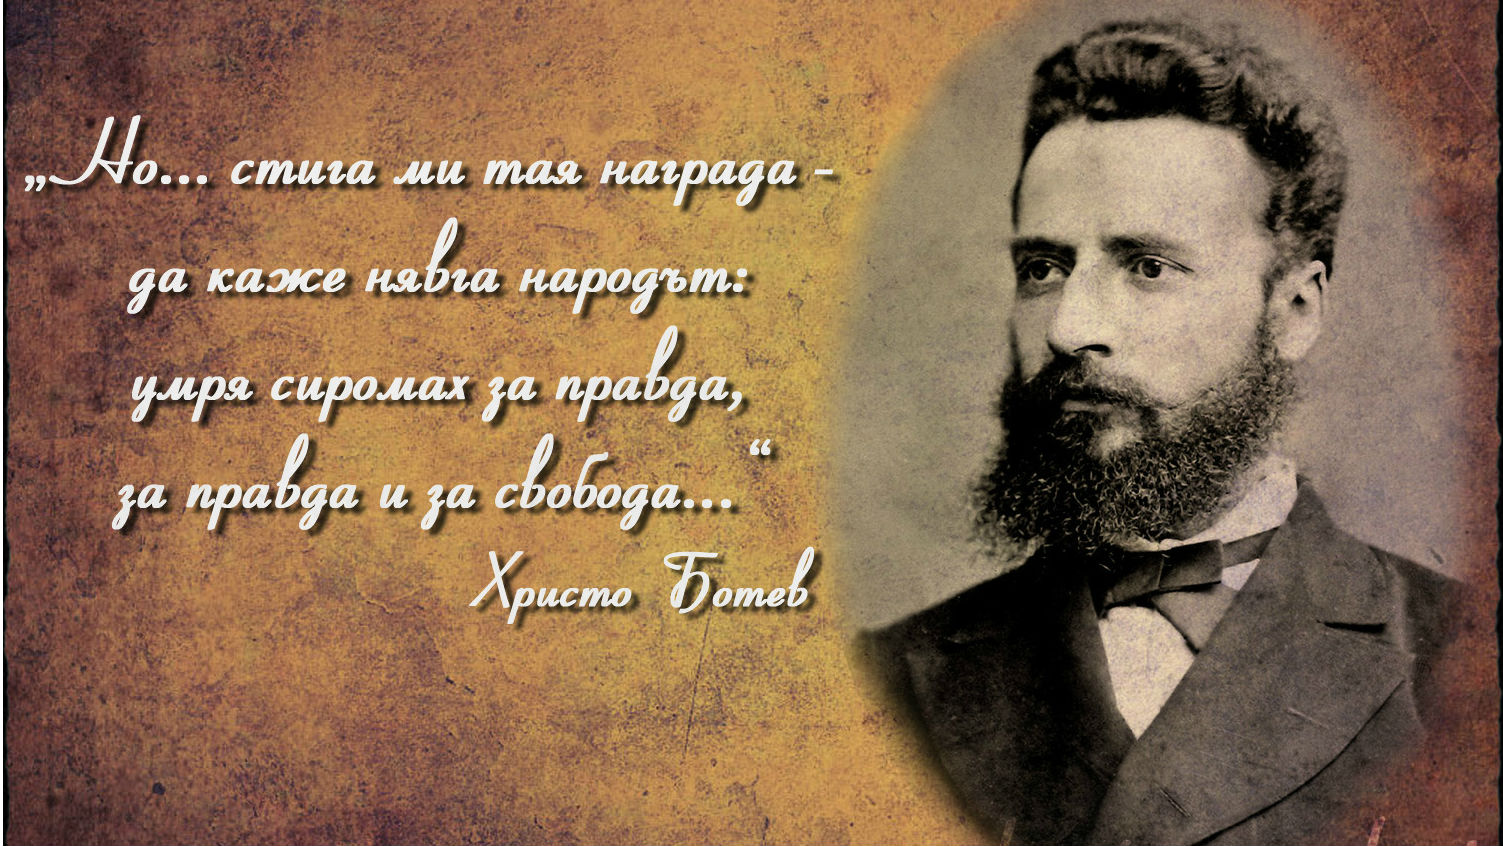 „Но... стига ми тая награда -
да каже нявга народът:
умря сиромах за правда,
за правда и за свобода...“
Христо Ботев